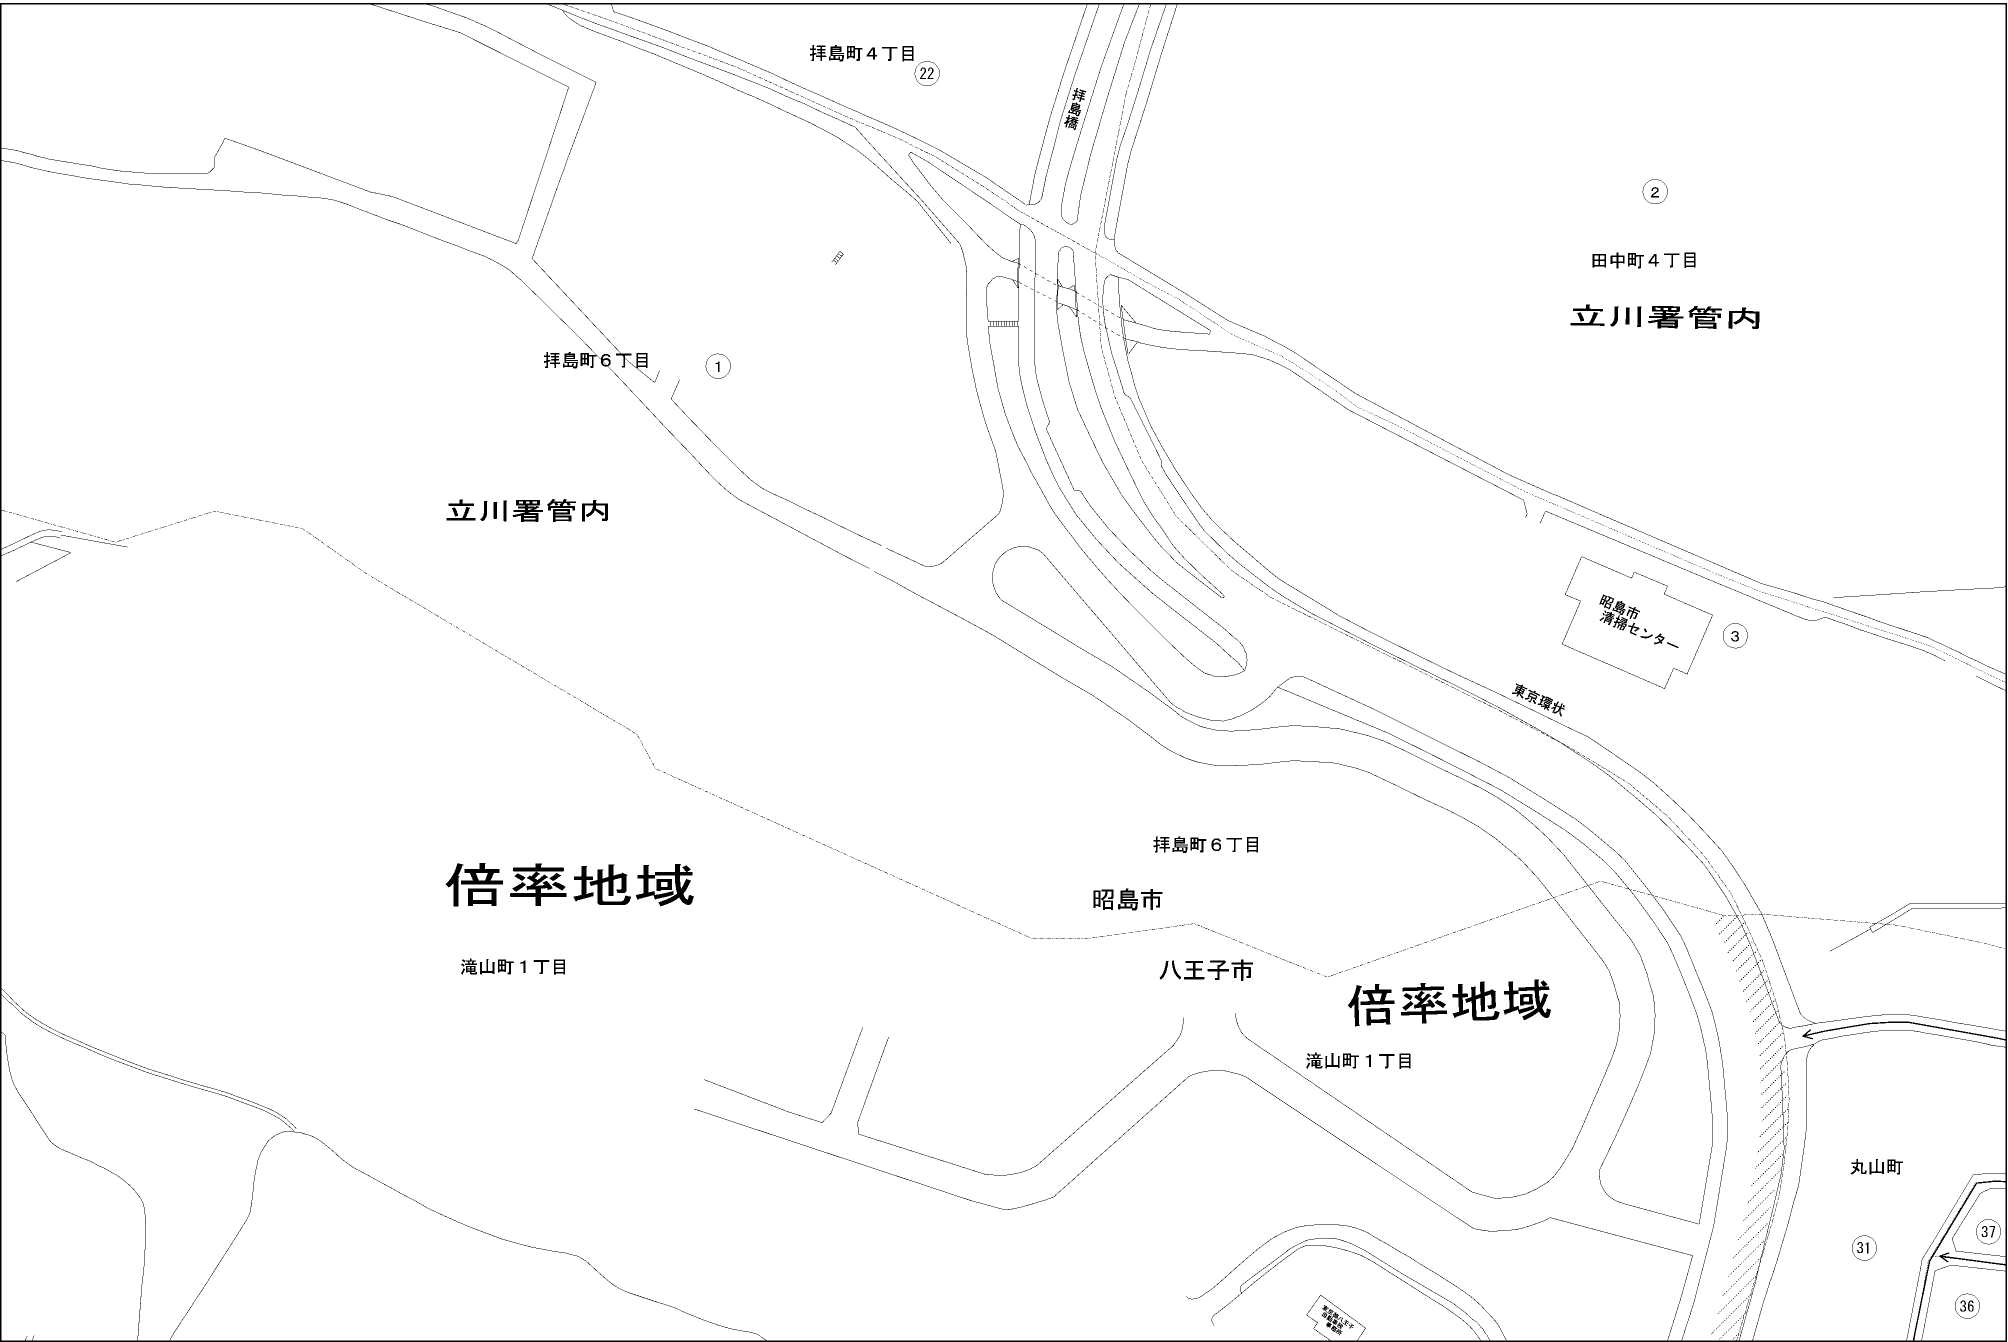 拝島町４丁目
22
拝島橋
2
田中町４丁目
立川署管内
拝島町６丁目
1
立川署管内
昭島市
清掃センター
3
東京環状
拝島町６丁目
倍率地域
昭島市
滝山町１丁目
八王子市
倍率地域
滝山町１丁目
丸山町
31
37
36